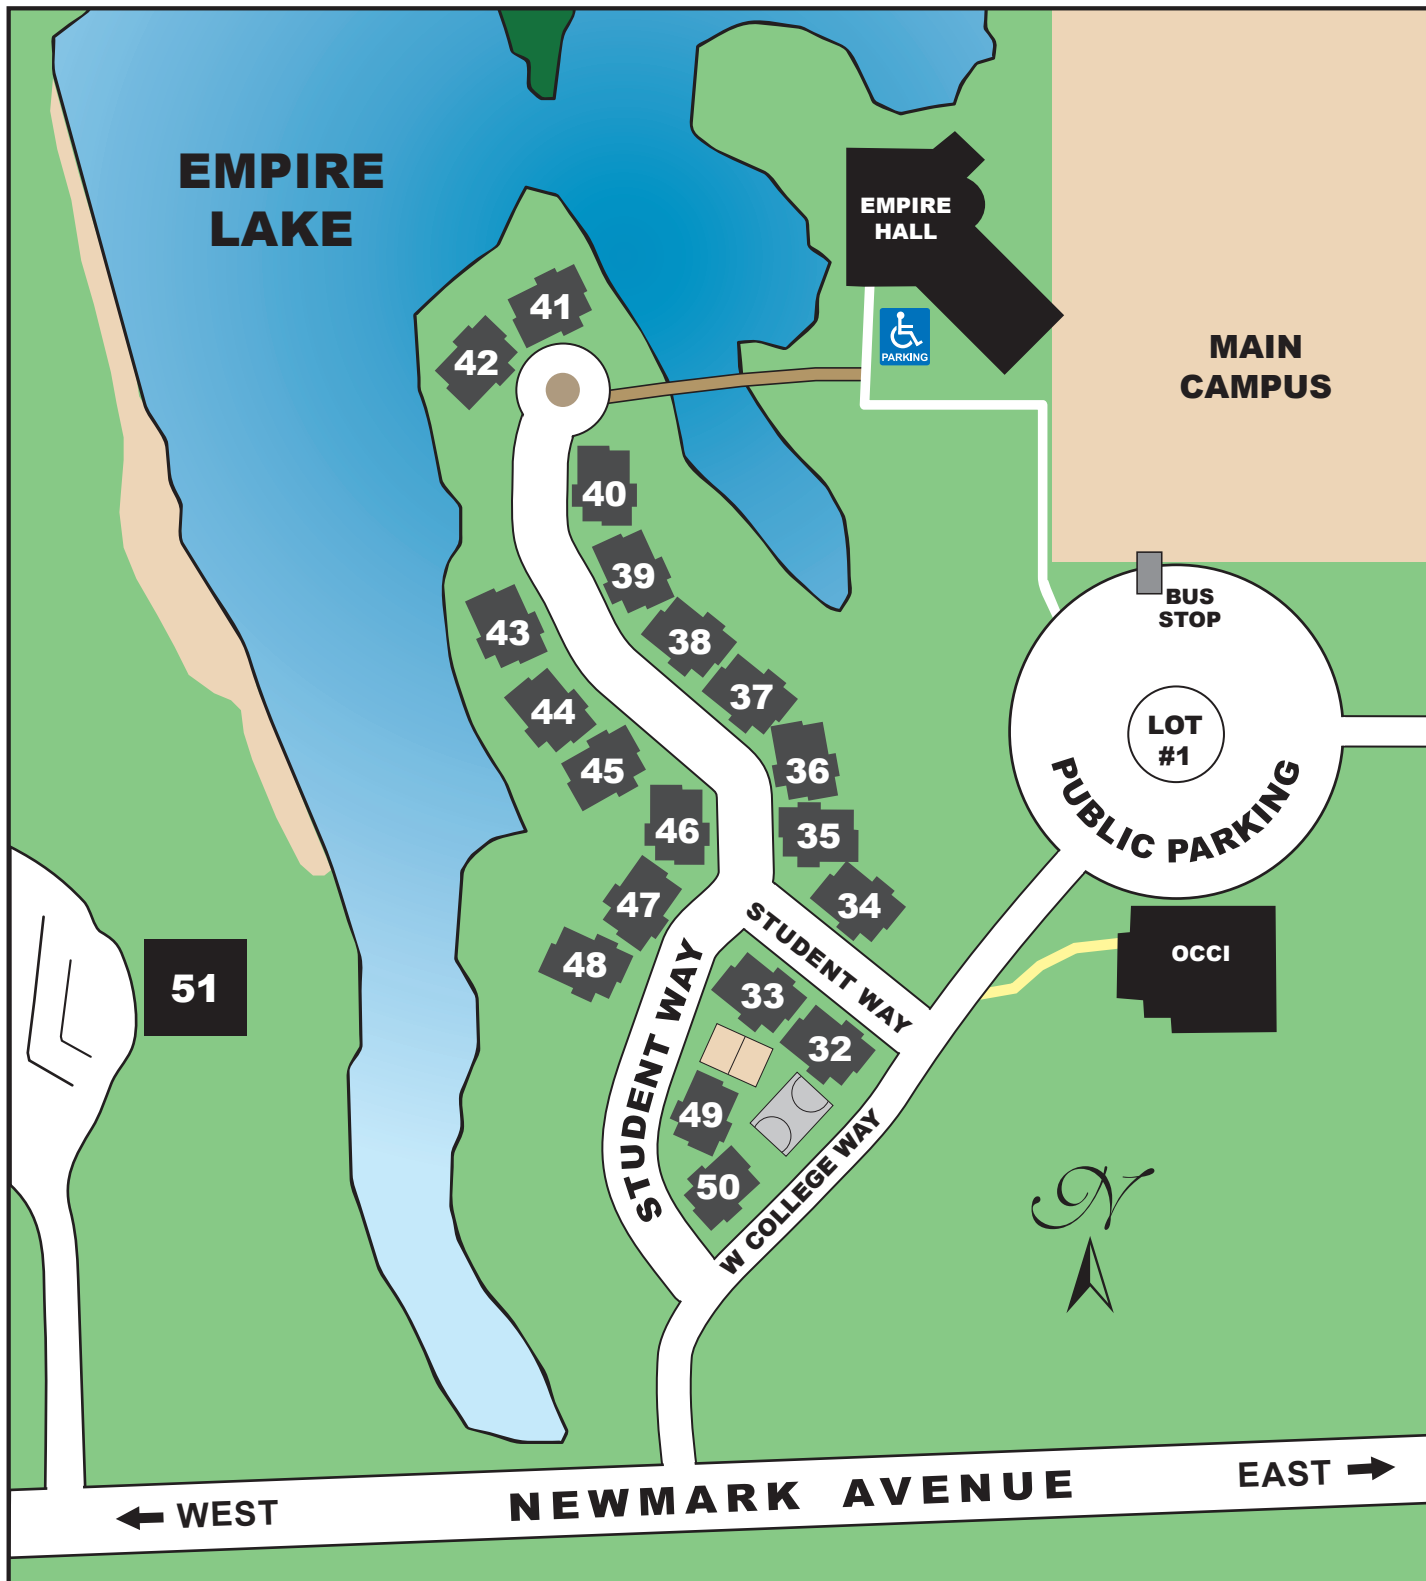 EMPIRE
LAKE
EMPIRE
HALL
PARKING
MAIN
CAMPUS
41
42
40
39
43
38
37
44
45
36
46
35
47
34
48
BUS
STOP
LOT
#1
PUBLIC PARKING
OCCI
51
STUDENT WAY
33
32
STUDENT WAY
49
50
W COLLEGE WAY
N
NEWMARK AVENUE
WEST
EAST